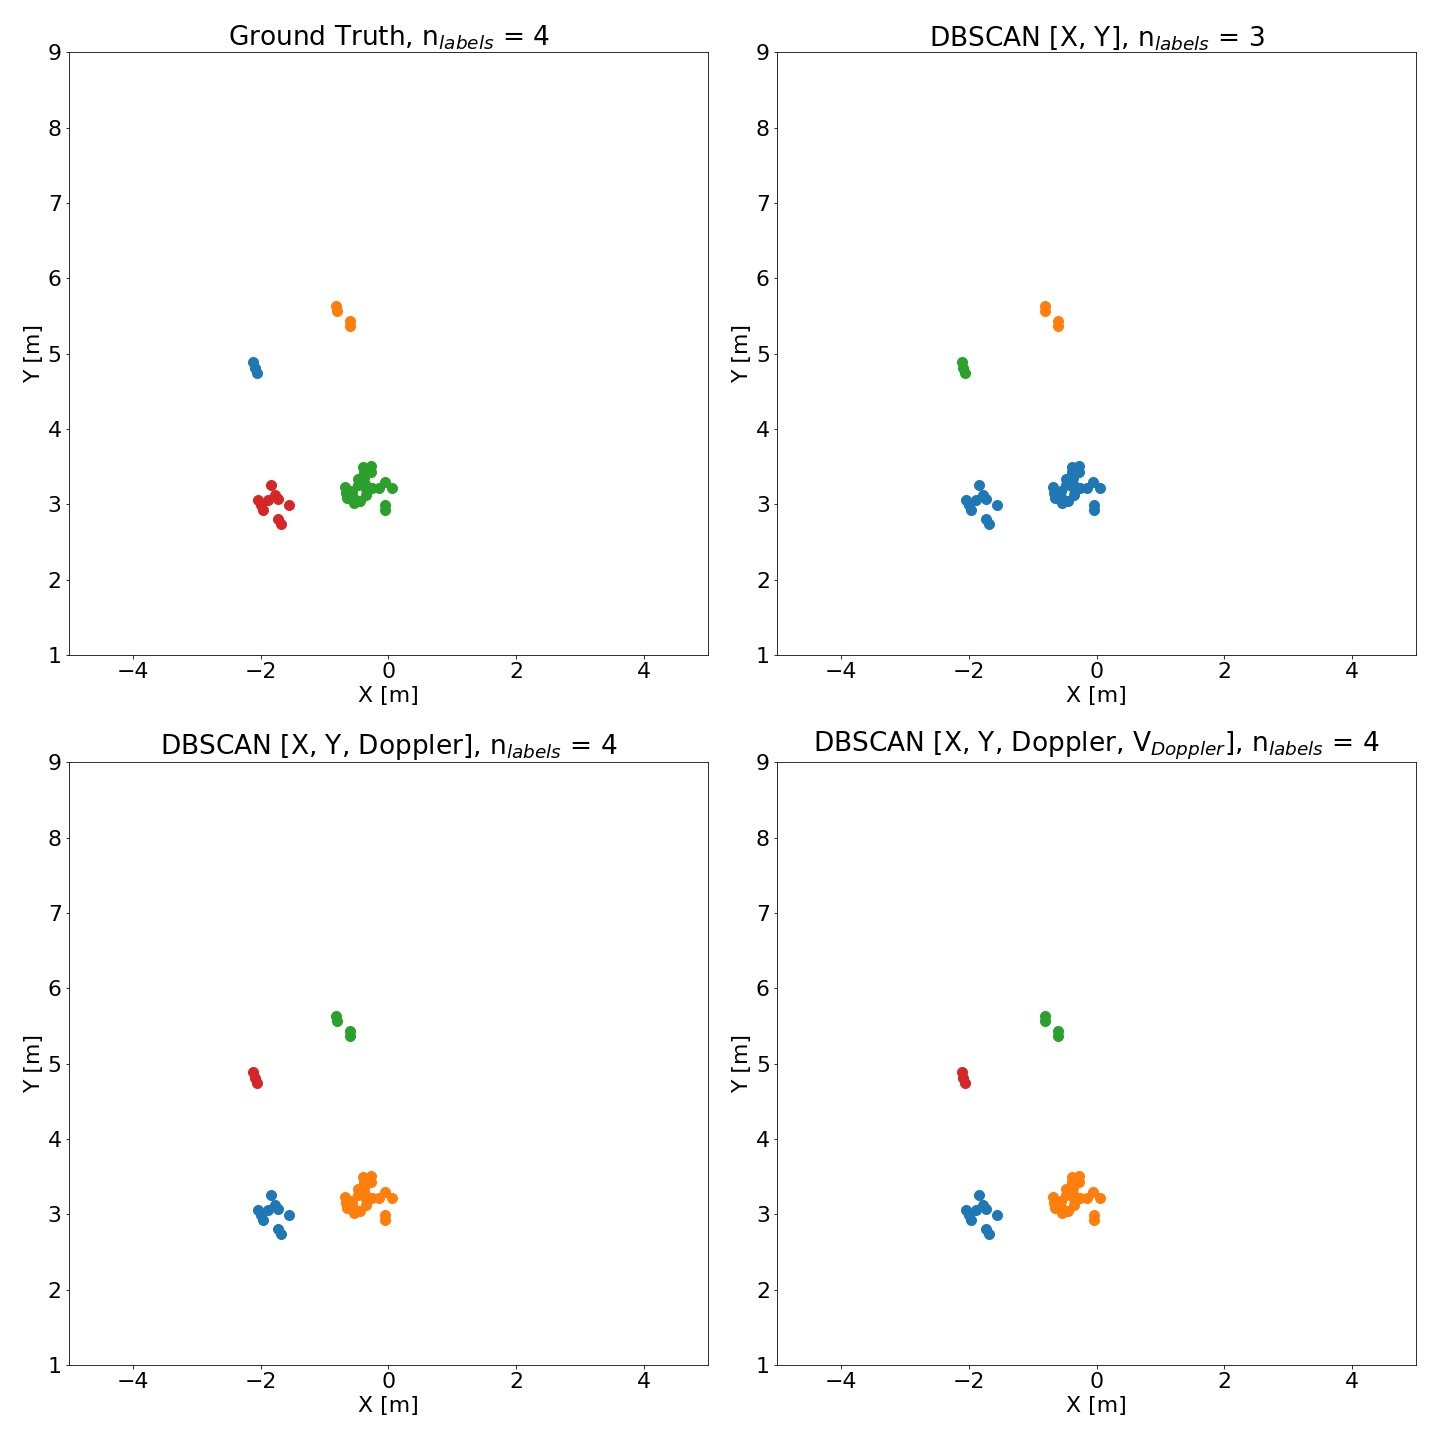 Ground Truth, n_labels = 4
9
8
7
6
5
4
3
2
1
Y [m]
−4 −2 0 2 4
X [m]
DBSCAN [X, Y], n_labels = 3
9
8
7
6
5
4
3
2
1
Y [m]
−4 −2 0 2 4
X [m]
DBSCAN [X, Y, Doppler], n_labels = 4
9
8
7
6
5
4
3
2
1
Y [m]
−4 −2 0 2 4
X [m]
DBSCAN [X, Y, Doppler, V_Doppler], n_labels = 4
9
8
7
6
5
4
3
2
1
Y [m]
−4 −2 0 2 4
X [m]